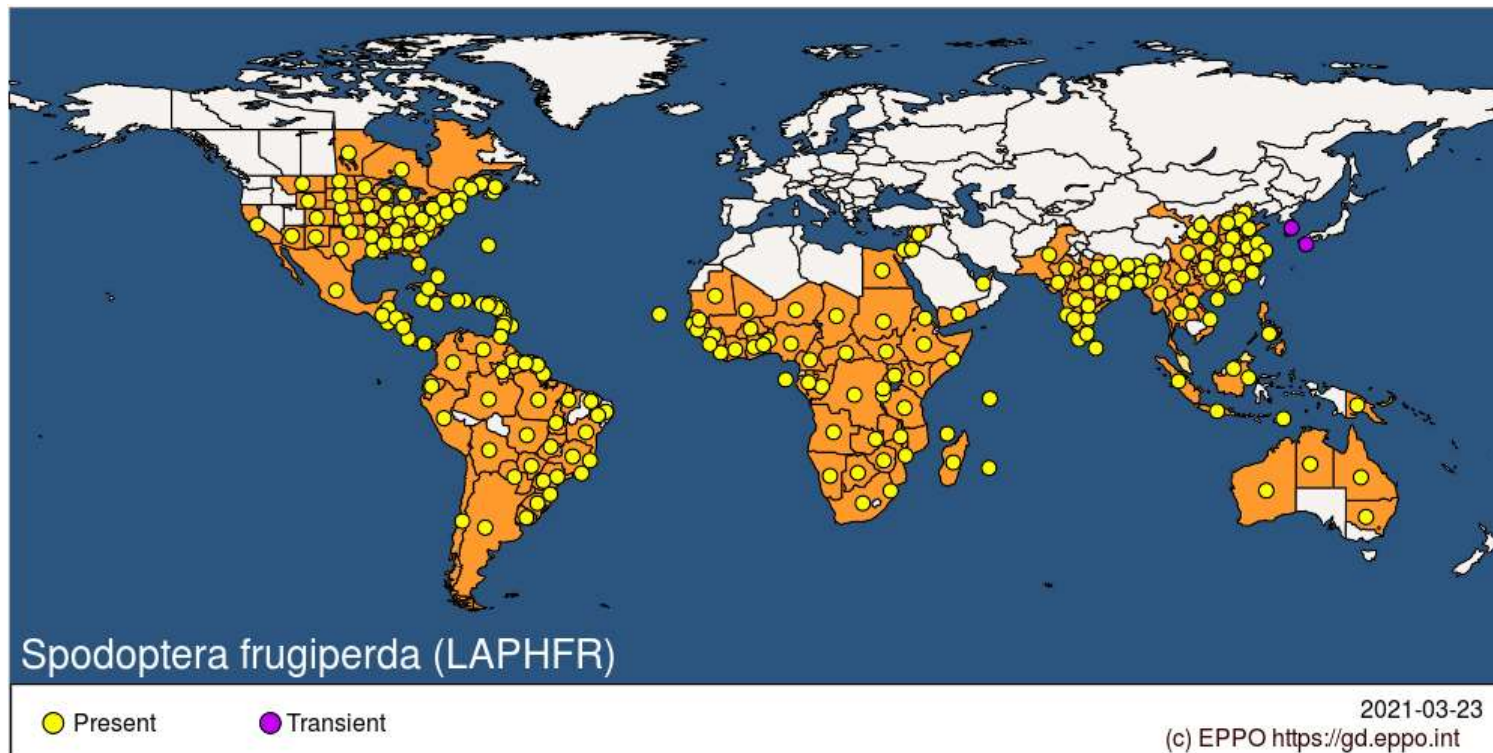 Spodoptera frugiperda (LAPHFR)
Present
Transient
2021-03-23
(c) EPPO https://gd.eppo.int